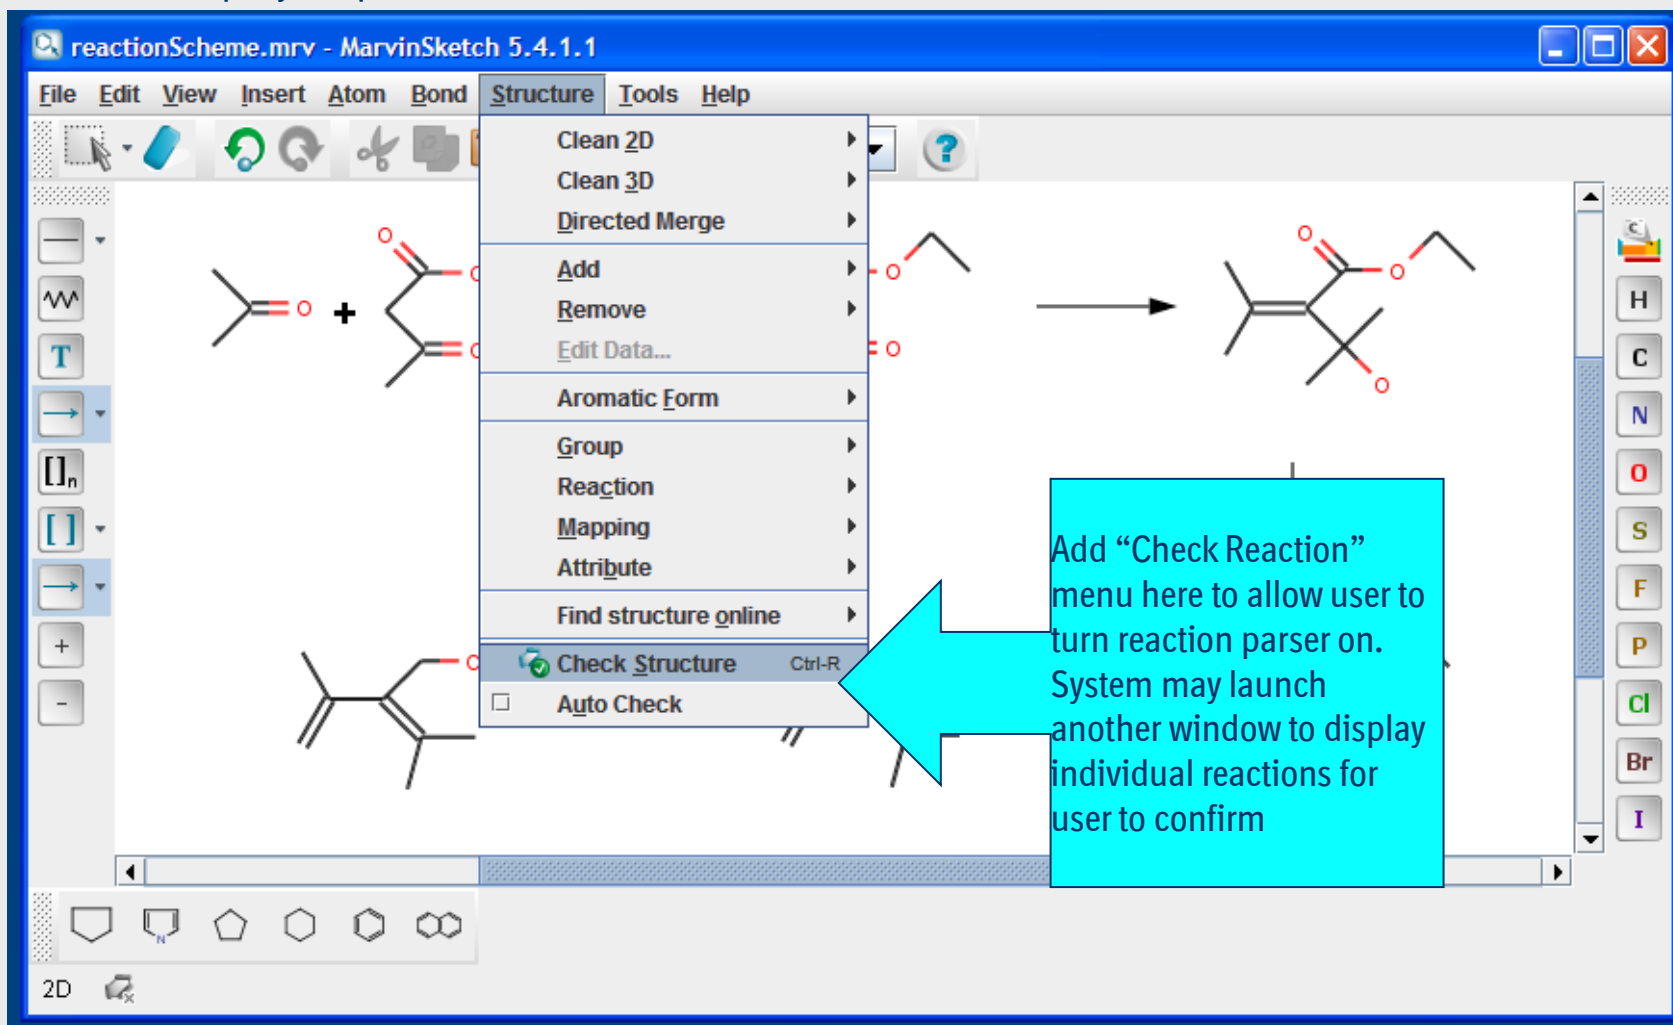 reactionScheme.mrv - MarvinSketch 5.4.1.1
File Edit View Insert Atom Bond Structure Tools Help
Clean 2D
Clean 3D
Directed Merge
Add
Remove
Edit Data...
Aromatic Form
Group
Reaction
Mapping
Attribute
Find structure online
Check Structure Ctrl-R
Auto Check
O
O
+
O
O
O
O
O
O
O
O
O
Add “Check Reaction”
menu here to allow user to
turn reaction parser on.
System may launch
another window to display
individual reactions for
user to confirm
T
[]n
[ ]
+
-
C
H
C
N
O
S
F
P
Cl
Br
I
N
2D